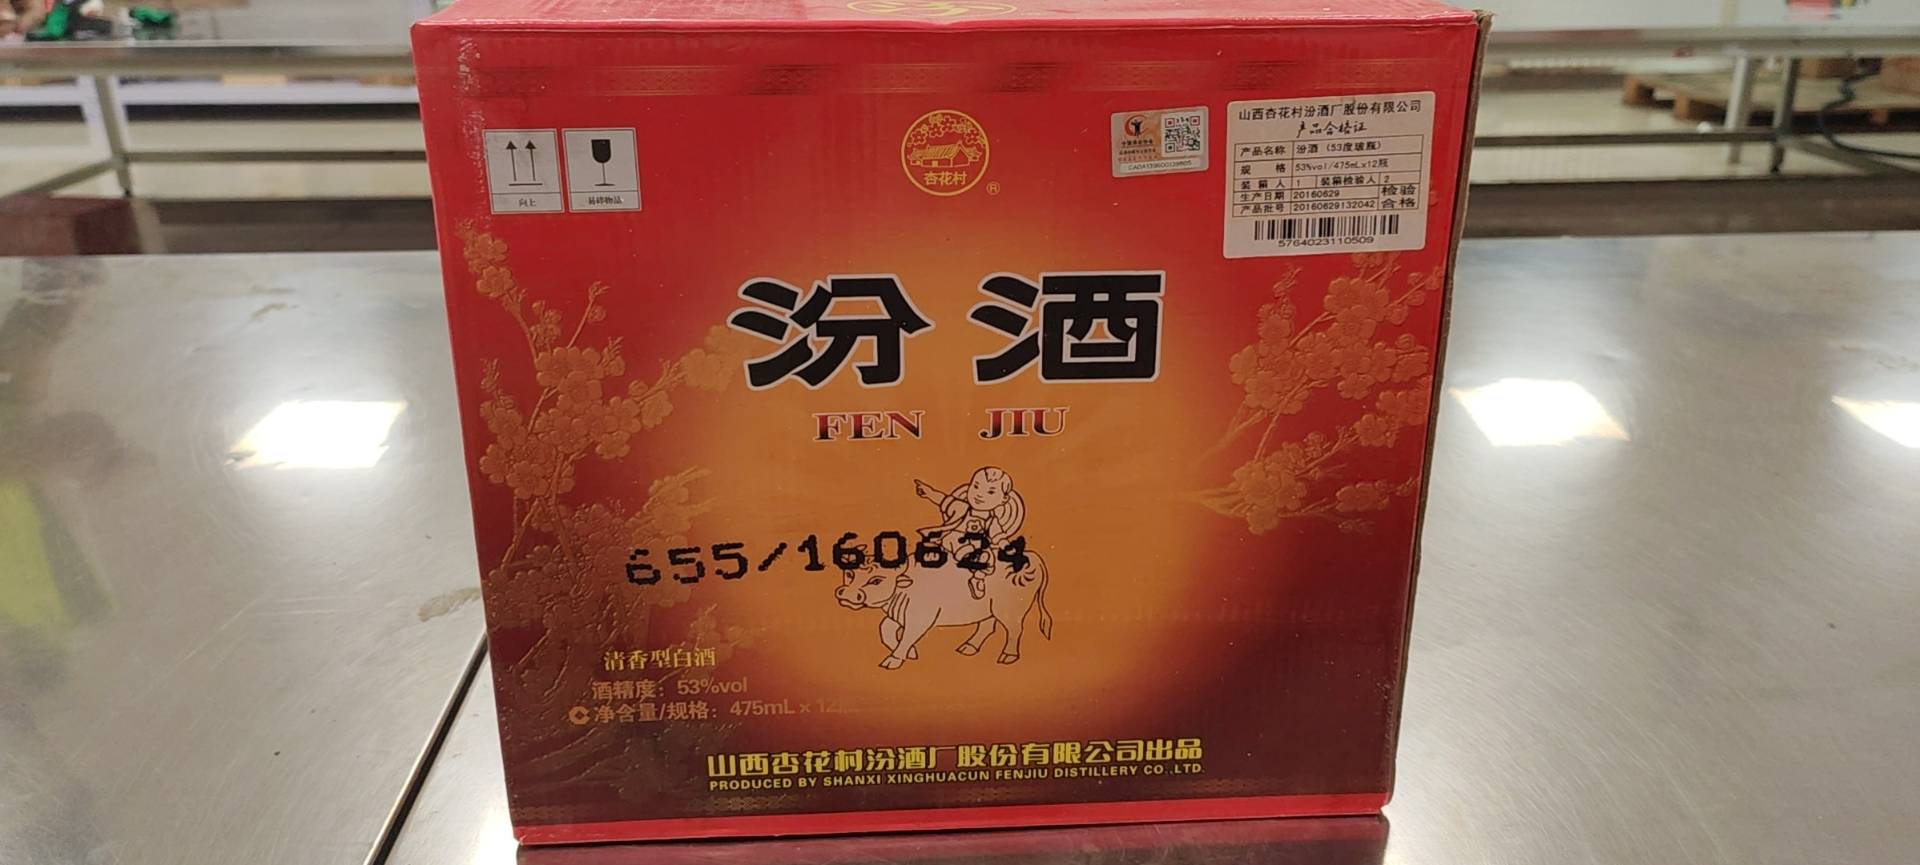 杏花村
®
向上
易碎物品
CADA139600139805
山西杏花村汾酒厂股份有限公司
产品合格证
产品名称 汾酒（53度玻瓶）
规 格 53%vol/475mL×12瓶
装箱人 1 装箱检验人 2
生产日期 20160629 检验
产品批号 20160629132042 合格
5764023110509
汾酒
FEN JIU
655/160624
清香型白酒
酒精度：53%vol
净含量/规格：475mL×12瓶
山西杏花村汾酒厂股份有限公司出品
PRODUCED BY SHANXI XINGHUACUN FENJIU DISTILLERY CO.,LTD.